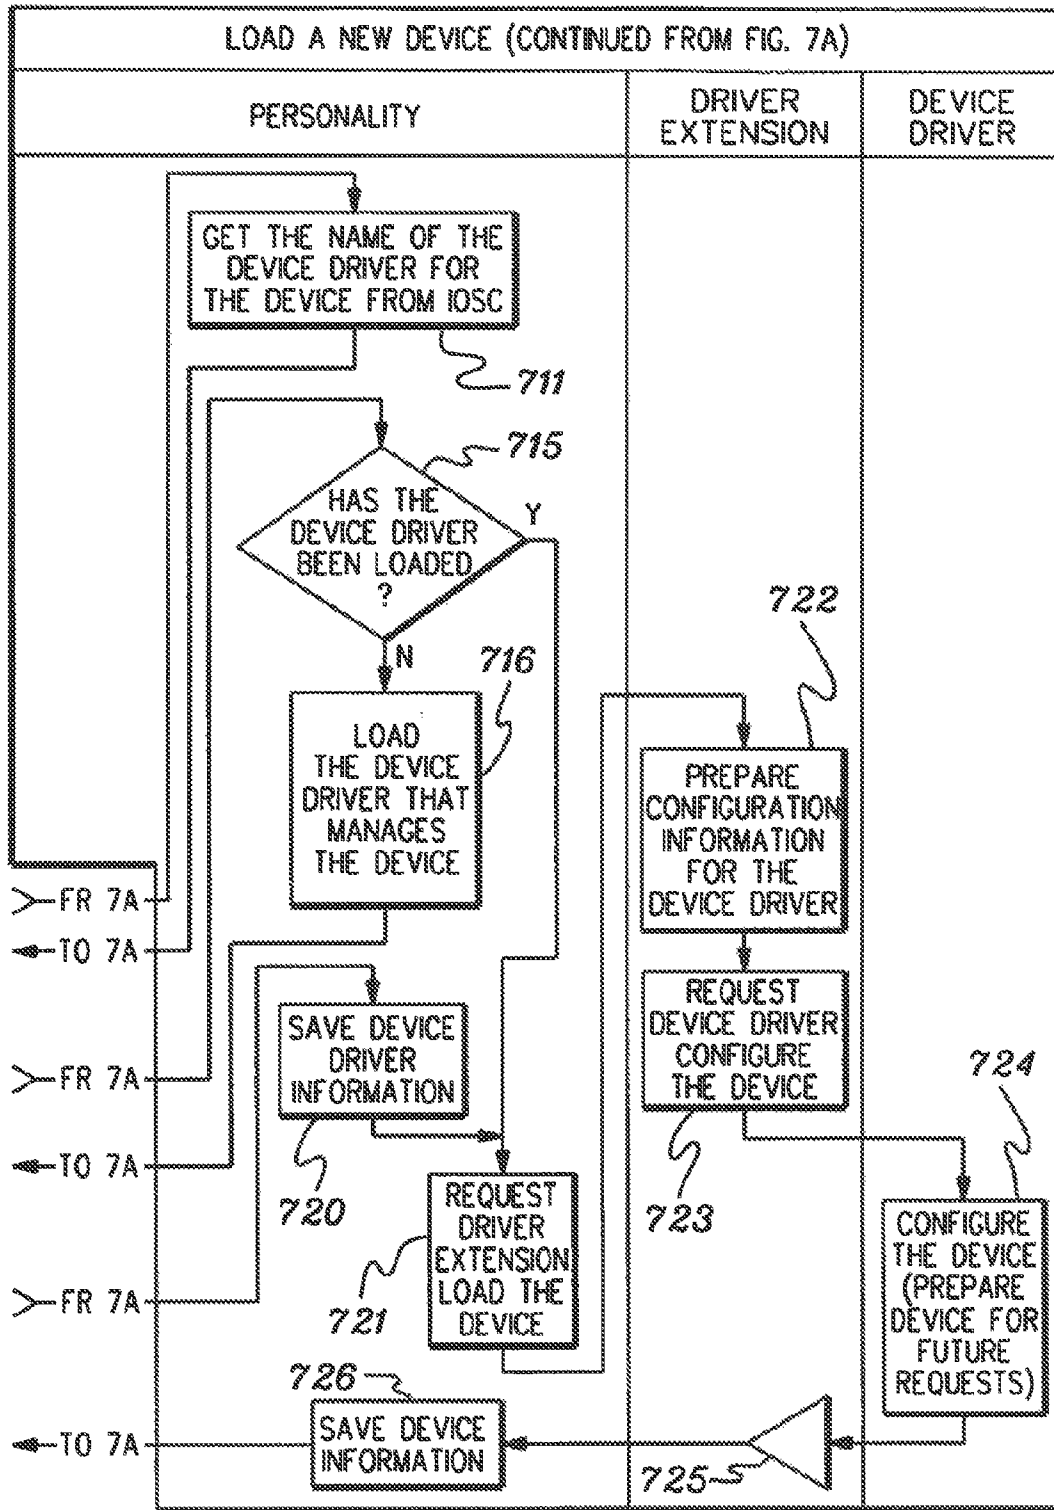 LOAD A NEW DEVICE (CONTINUED FROM FIG. 7A)
PERSONALITY
DRIVER
EXTENSION
DEVICE
DRIVER
GET THE NAME OF THE
DEVICE DRIVER FOR
THE DEVICE FROM IOSC
711
715
HAS THE
DEVICE DRIVER
BEEN LOADED
?
Y
N
716
LOAD
THE DEVICE
DRIVER THAT
MANAGES
THE DEVICE
722
PREPARE
CONFIGURATION
INFORMATION
FOR THE
DEVICE DRIVER
FR 7A
TO 7A
REQUEST
DEVICE DRIVER
CONFIGURE
THE DEVICE
723
SAVE DEVICE
DRIVER
INFORMATION
720
FR 7A
TO 7A
724
CONFIGURE
THE DEVICE
(PREPARE
DEVICE FOR
FUTURE
REQUESTS)
REQUEST
DRIVER
EXTENSION
LOAD THE
DEVICE
721
FR 7A
726
SAVE DEVICE
INFORMATION
725
TO 7A